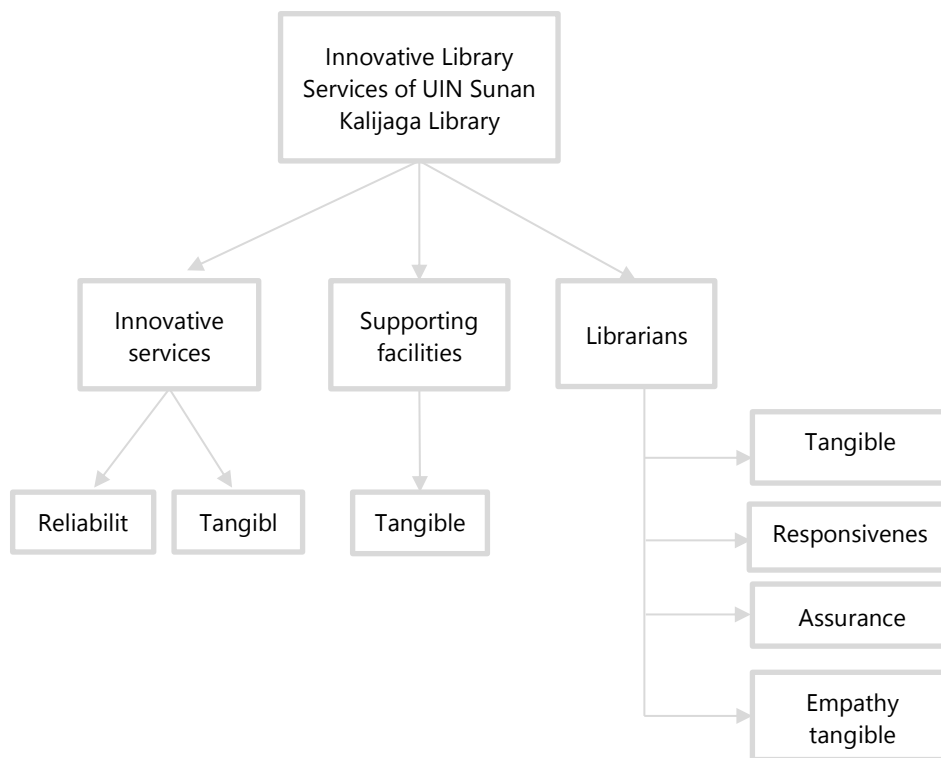 Innovative Library
Services of UIN Sunan
Kalijaga Library
Innovative
services
Supporting
facilities
Librarians
Reliabilit
Tangibl
Tangible
Tangible
Responsivenes
Assurance
Empathy
tangible